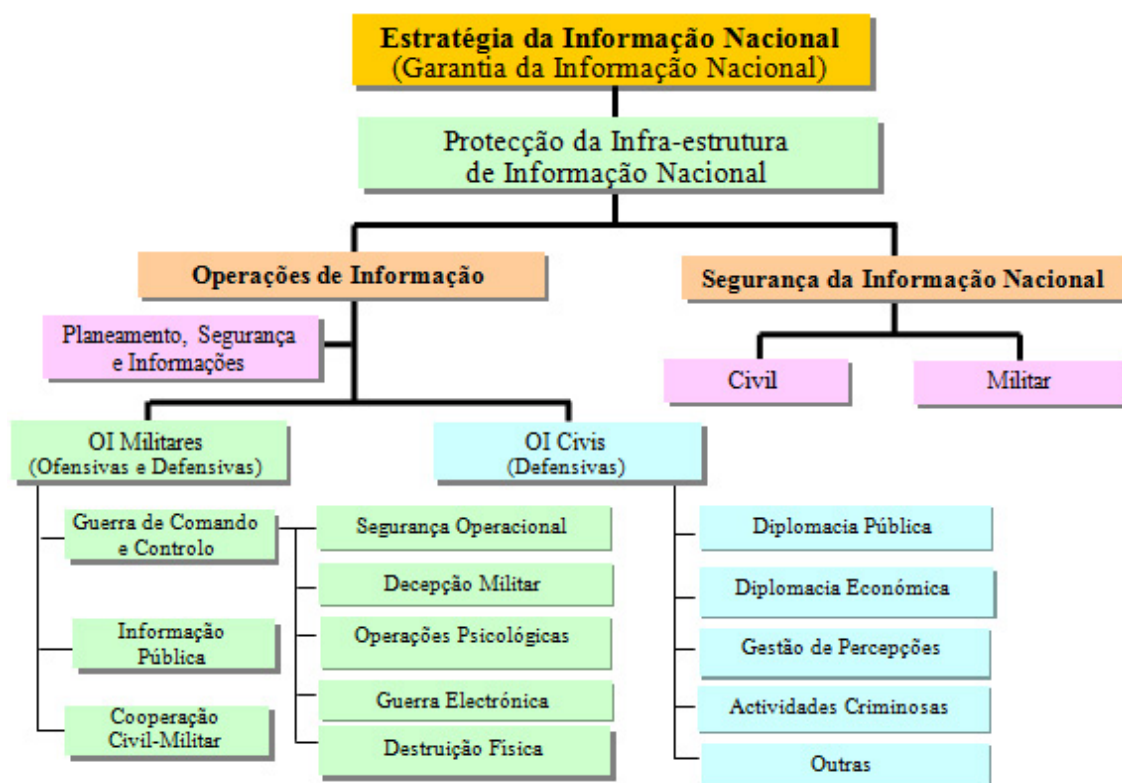 Estratégia da Informação Nacional
(Garantia da Informação Nacional)
Protecção da Infra-estrutura
de Informação Nacional
Operações de Informação
Segurança da Informação Nacional
Planeamento, Segurança
e Informações
Civil
Militar
OI Militares
(Ofensivas e Defensivas)
OI Civis
(Defensivas)
Guerra de Comando
e Controlo
Informação
Pública
Cooperação
Civil-Militar
Segurança Operacional
Decepção Militar
Operações Psicológicas
Guerra Electrónica
Destruição Física
Diplomacia Pública
Diplomacia Económica
Gestão de Percepções
Actividades Criminosas
Outras